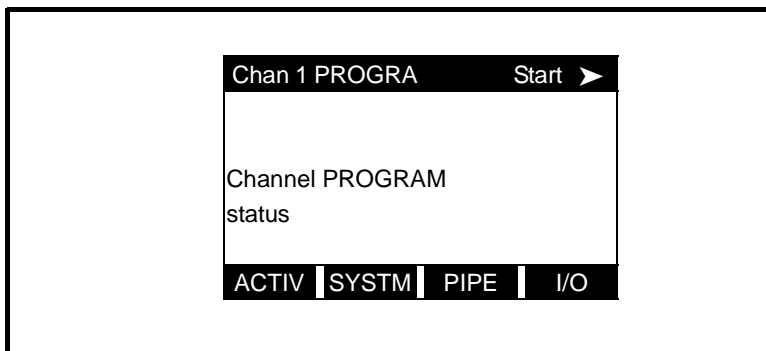 Chan 1 PROGRA Start ➤
Channel PROGRAM
status
ACTIV SYSTM PIPE I/O